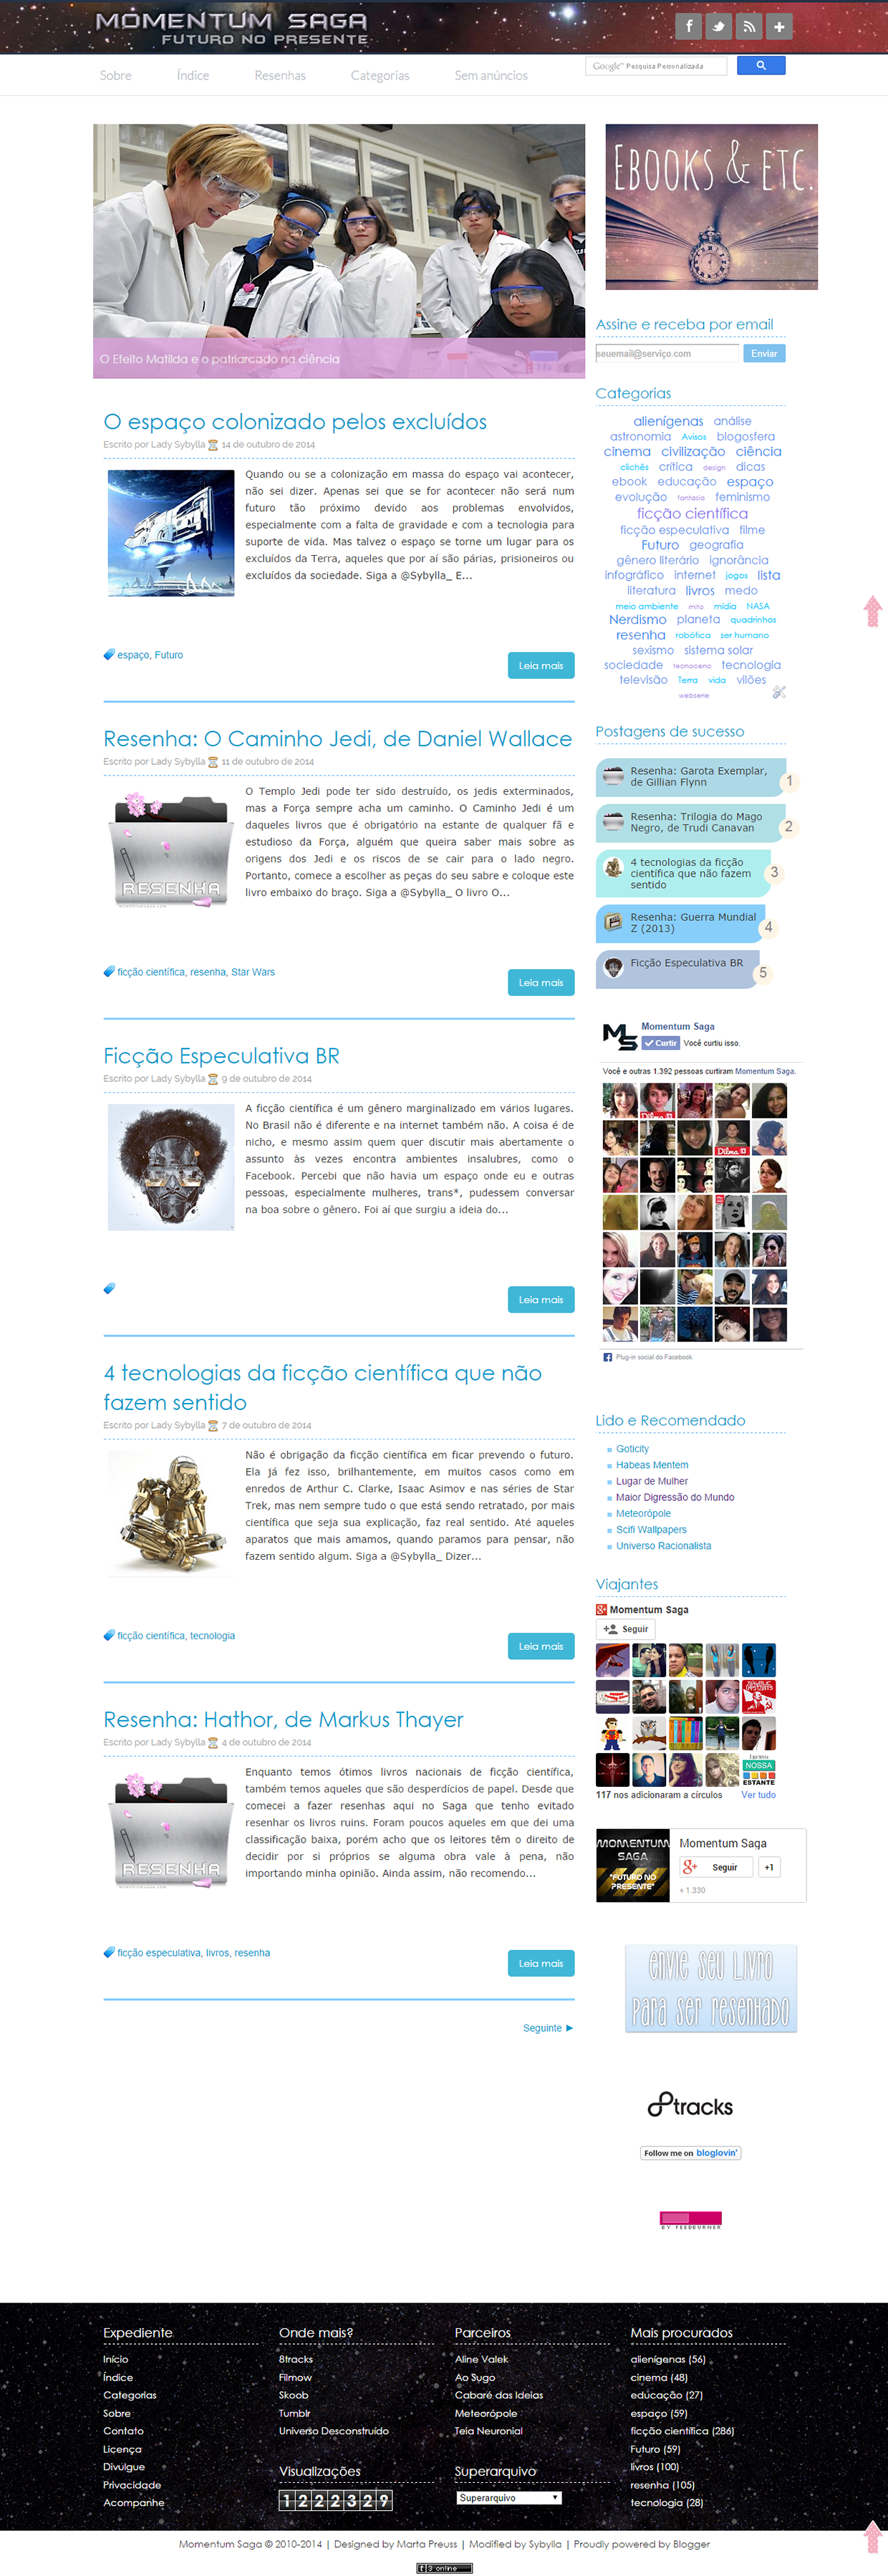 MOMENTUM SAGA
FUTURO NO PRESENTE
Sobre
Índice
Resenhas
Categorias
Sem anúncios
Google™ Pesquisa Personalizada
O Efeito Matilda e o patriarcado na ciência
O espaço colonizado pelos excluídos
Escrito por Lady Sybylla 14 de outubro de 2014
Quando ou se a colonização em massa do espaço vai acontecer,
não sei dizer. Apenas sei que se for acontecer não será num
futuro tão próximo devido aos problemas envolvidos,
especialmente com a falta de gravidade e com a tecnologia para
suporte de vida. Mas talvez o espaço se torne um lugar para os
excluídos da Terra, aqueles que por aí são párias, prisioneiros ou
excluídos da sociedade. Siga a @Sybylla_ E...
espaço, Futuro
Leia mais
Resenha: O Caminho Jedi, de Daniel Wallace
Escrito por Lady Sybylla 11 de outubro de 2014
RESENHA
O Templo Jedi pode ter sido destruído, os jedis exterminados,
mas a Força sempre acha um caminho. O Caminho Jedi é um
daqueles livros que é obrigatório na estante de qualquer fã e
estudioso da Força, alguém que queira saber mais sobre as
origens dos Jedi e os riscos de se cair para o lado negro.
Portanto, comece a escolher as peças do seu sabre e coloque este
livro embaixo do braço. Siga a @Sybylla_ O livro O...
ficção científica, resenha, Star Wars
Leia mais
Ficção Especulativa BR
Escrito por Lady Sybylla 9 de outubro de 2014
A ficção científica é um gênero marginalizado em vários lugares.
No Brasil não é diferente e na internet também não. A coisa é de
nicho, e mesmo assim quem quer discutir mais abertamente o
assunto às vezes encontra ambientes insalubres, como o
Facebook. Percebi que não havia um espaço onde eu e outras
pessoas, especialmente mulheres, trans*, pudessem conversar
na boa sobre o gênero. Foi aí que surgiu a ideia do...
Leia mais
4 tecnologias da ficção científica que não
fazem sentido
Escrito por Lady Sybylla 7 de outubro de 2014
Não é obrigação da ficção científica em ficar prevendo o futuro.
Ela já fez isso, brilhantemente, em muitos casos como em
enredos de Arthur C. Clarke, Isaac Asimov e nas séries de Star
Trek, mas nem sempre tudo o que está sendo retratado, por mais
científica que seja sua explicação, faz real sentido. Até aqueles
aparatos que mais amamos, quando paramos para pensar, não
fazem sentido algum. Siga a @Sybylla_ Dizer...
ficção científica, tecnologia
Leia mais
Resenha: Hathor, de Markus Thayer
Escrito por Lady Sybylla 4 de outubro de 2014
RESENHA
Enquanto temos ótimos livros nacionais de ficção científica,
também temos aqueles que são desperdícios de papel. Desde que
comecei a fazer resenhas aqui no Saga que tenho evitado
resenhar os livros ruins. Foram poucos aqueles em que dei uma
classificação baixa, porém acho que os leitores têm o direito de
decidir por si próprios se alguma obra vale à pena, não
importando minha opinião. Ainda assim, não recomendo...
ficção especulativa, livros, resenha
Leia mais
Seguinte ►
EBOOKS & ETC.
Assine e receba por email
seuemail@serviço.com
Enviar
Categorias
alienígenas análise
astronomia Avisos blogosfera
cinema civilização ciência
clichês crítica design dicas
ebook educação espaço
evolução fantasia feminismo
ficção científica
ficção especulativa filme
Futuro geografia
gênero literário ignorância
infográfico internet jogos lista
literatura livros medo
meio ambiente mito mídia NASA
Nerdismo planeta quadrinhos
resenha robótica ser humano
sexismo sistema solar
sociedade tecnoceno tecnologia
televisão Terra vida vilões
webserie
Postagens de sucesso
Resenha: Garota Exemplar,
de Gillian Flynn
1
Resenha: Trilogia do Mago
Negro, de Trudi Canavan
2
4 tecnologias da ficção
científica que não fazem
sentido
3
Resenha: Guerra Mundial
Z (2013)
4
Ficção Especulativa BR
5
MS
Momentum Saga
Curtir Você curtiu isso.
Você e outras 1.392 pessoas curtiram Momentum Saga.
Dilma 13
Dilma 13
Plug-in social do Facebook
Lido e Recomendado
Goticity
Habeas Mentem
Lugar de Mulher
Maior Digressão do Mundo
Meteorópole
Scifi Wallpapers
Universo Racionalista
Viajantes
Momentum Saga
Seguir
NOSSA
ESTANTE
117 nos adicionaram a círculos
Ver tudo
MOMENTUM
SAGA
"FUTURO NO
PRESENTE"
Momentum Saga
Seguir
+1
+ 1.330
ENVIE SEU LIVRO
PARA SER RESENHADO
8tracks
Follow me on bloglovin'
BY FEEDBURNER
Expediente
Início
Índice
Categorias
Sobre
Contato
Licença
Divulgue
Privacidade
Acompanhe
Onde mais?
8tracks
Filmow
Skoob
Tumblr
Universo Desconstruído
Visualizações
1222329
Parceiros
Aline Valek
Ao Sugo
Cabaré das Ideias
Meteorópole
Teia Neuronial
Superarquivo
Superarquivo
Mais procurados
alienígenas (56)
cinema (48)
educação (27)
espaço (59)
ficção científica (286)
Futuro (59)
livros (100)
resenha (105)
tecnologia (28)
Momentum Saga © 2010-2014 | Designed by Marta Preuss | Modified by Sybylla | Proudly powered by Blogger
3 online